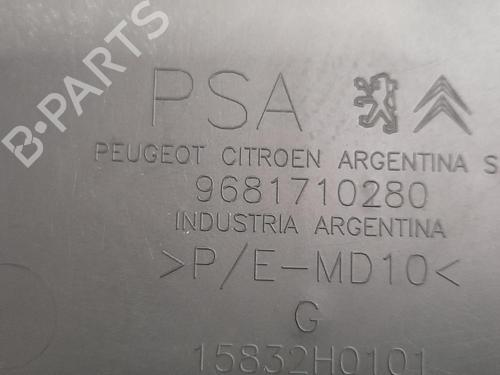 B-PARTS
PSA
PEUGEOT CITROEN ARGENTINA S
9681710280
INDUSTRIA ARGENTINA
>P/E-MD10<
G
15832H0101